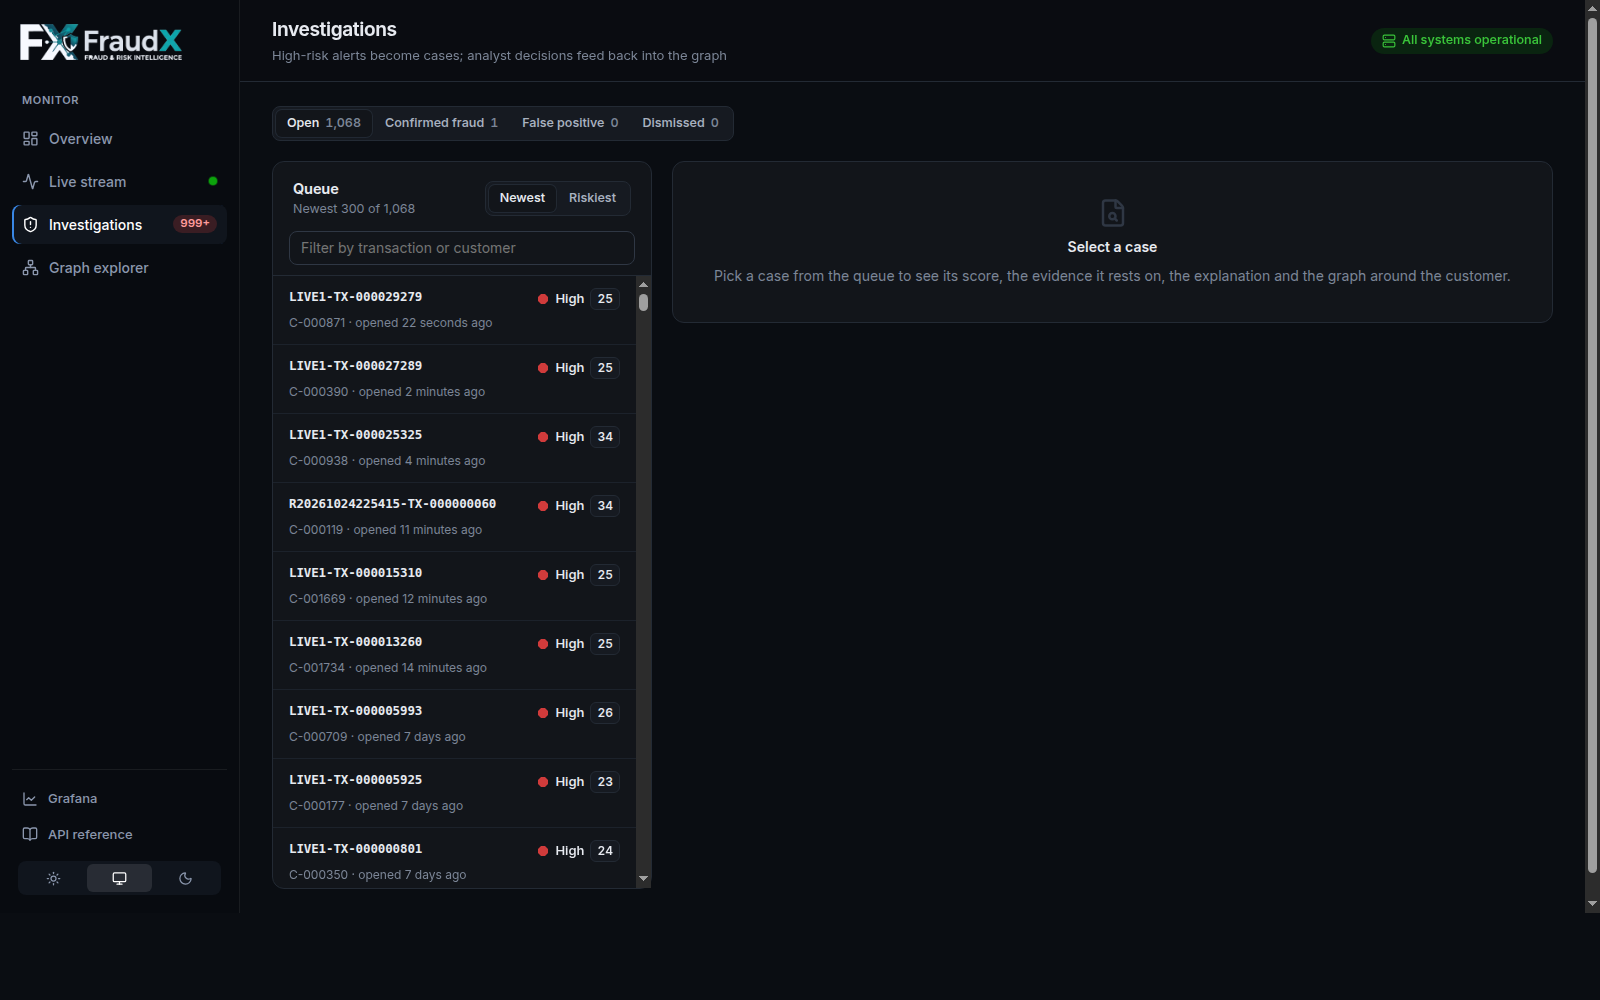 FX FraudX
FRAUD & RISK INTELLIGENCE
MONITOR
Overview
Live stream
Investigations 999+
Graph explorer
Grafana
API reference
Investigations
High-risk alerts become cases; analyst decisions feed back into the graph
All systems operational
Open 1,068 Confirmed fraud 1 False positive 0 Dismissed 0
Queue
Newest 300 of 1,068
Newest Riskiest
Filter by transaction or customer
LIVE1-TX-000029279 High 25
C-000871 · opened 22 seconds ago
LIVE1-TX-000027289 High 25
C-000390 · opened 2 minutes ago
LIVE1-TX-000025325 High 34
C-000938 · opened 4 minutes ago
R20261024225415-TX-000000060 High 34
C-000119 · opened 11 minutes ago
LIVE1-TX-000015310 High 25
C-001669 · opened 12 minutes ago
LIVE1-TX-000013260 High 25
C-001734 · opened 14 minutes ago
LIVE1-TX-000005993 High 26
C-000709 · opened 7 days ago
LIVE1-TX-000005925 High 23
C-000177 · opened 7 days ago
LIVE1-TX-000000801 High 24
C-000350 · opened 7 days ago
Select a case
Pick a case from the queue to see its score, the evidence it rests on, the explanation and the graph around the customer.